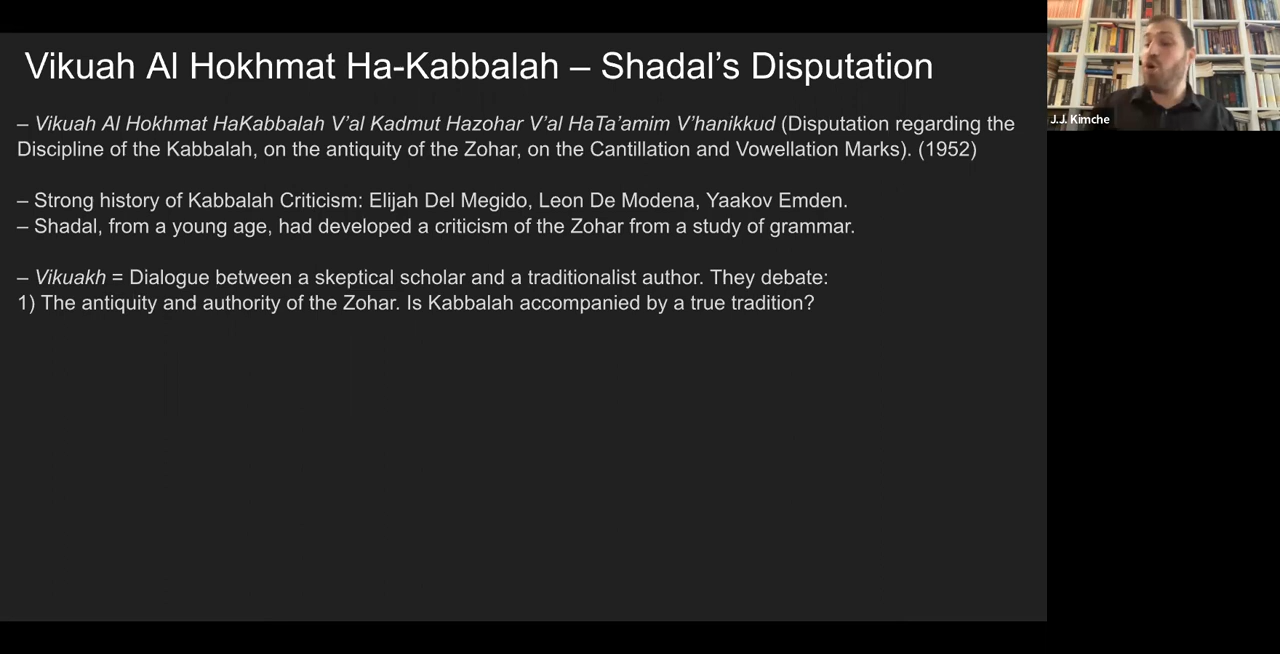 Vikuah Al Hokhmat Ha-Kabbalah – Shadal's Disputation
– Vikuah Al Hokhmat HaKabbalah V'al Kadmut Hazohar V'al HaTa'amim V'hanikkud (Disputation regarding the
Discipline of the Kabbalah, on the antiquity of the Zohar, on the Cantillation and Vowellation Marks). (1952)
– Strong history of Kabbalah Criticism: Elijah Del Megido, Leon De Modena, Yaakov Emden.
– Shadal, from a young age, had developed a criticism of the Zohar from a study of grammar.
– Vikuakh = Dialogue between a skeptical scholar and a traditionalist author. They debate:
1) The antiquity and authority of the Zohar. Is Kabbalah accompanied by a true tradition?
J.J. Kimche